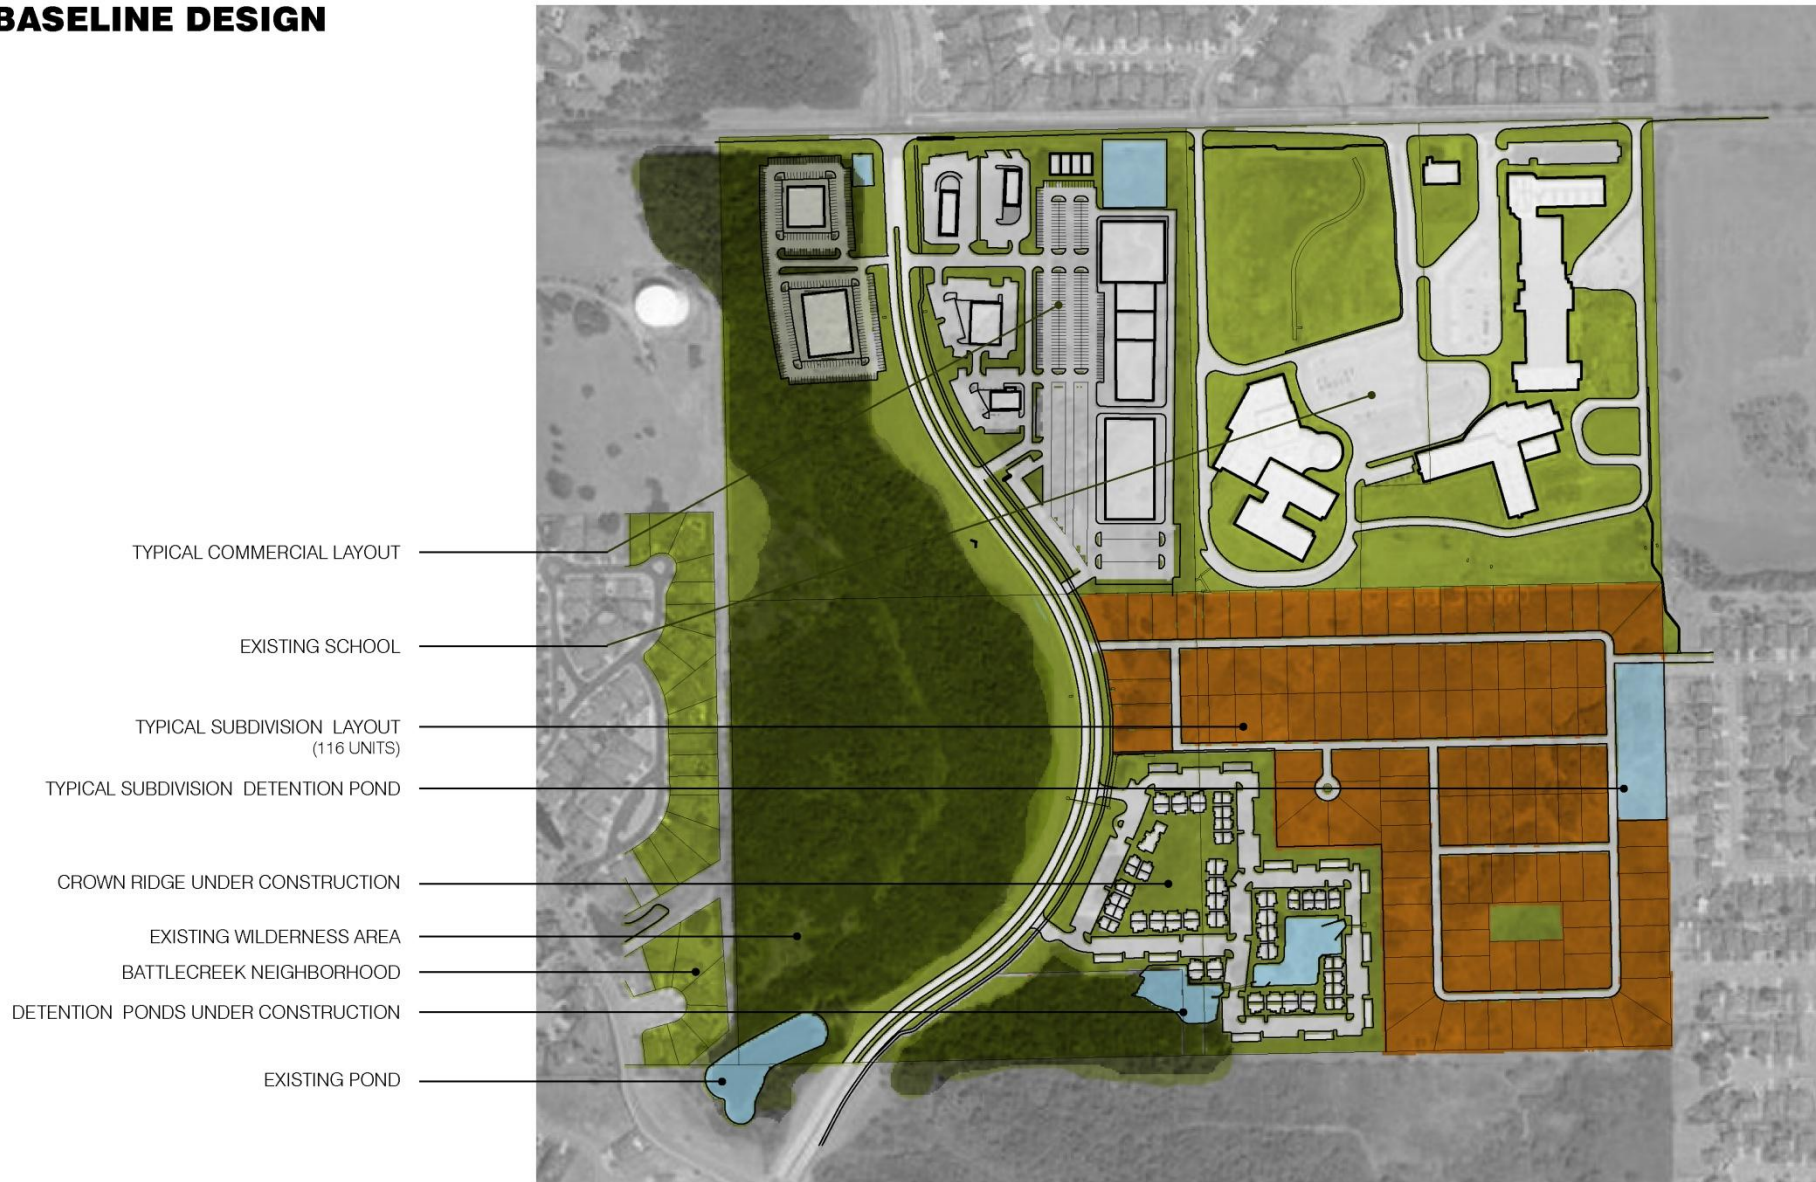 BASELINE DESIGN
TYPICAL COMMERCIAL LAYOUT
EXISTING SCHOOL
TYPICAL SUBDIVISION LAYOUT
(116 UNITS)
TYPICAL SUBDIVISION DETENTION POND
CROWN RIDGE UNDER CONSTRUCTION
EXISTING WILDERNESS AREA
BATTLECREEK NEIGHBORHOOD
DETENTION PONDS UNDER CONSTRUCTION
EXISTING POND